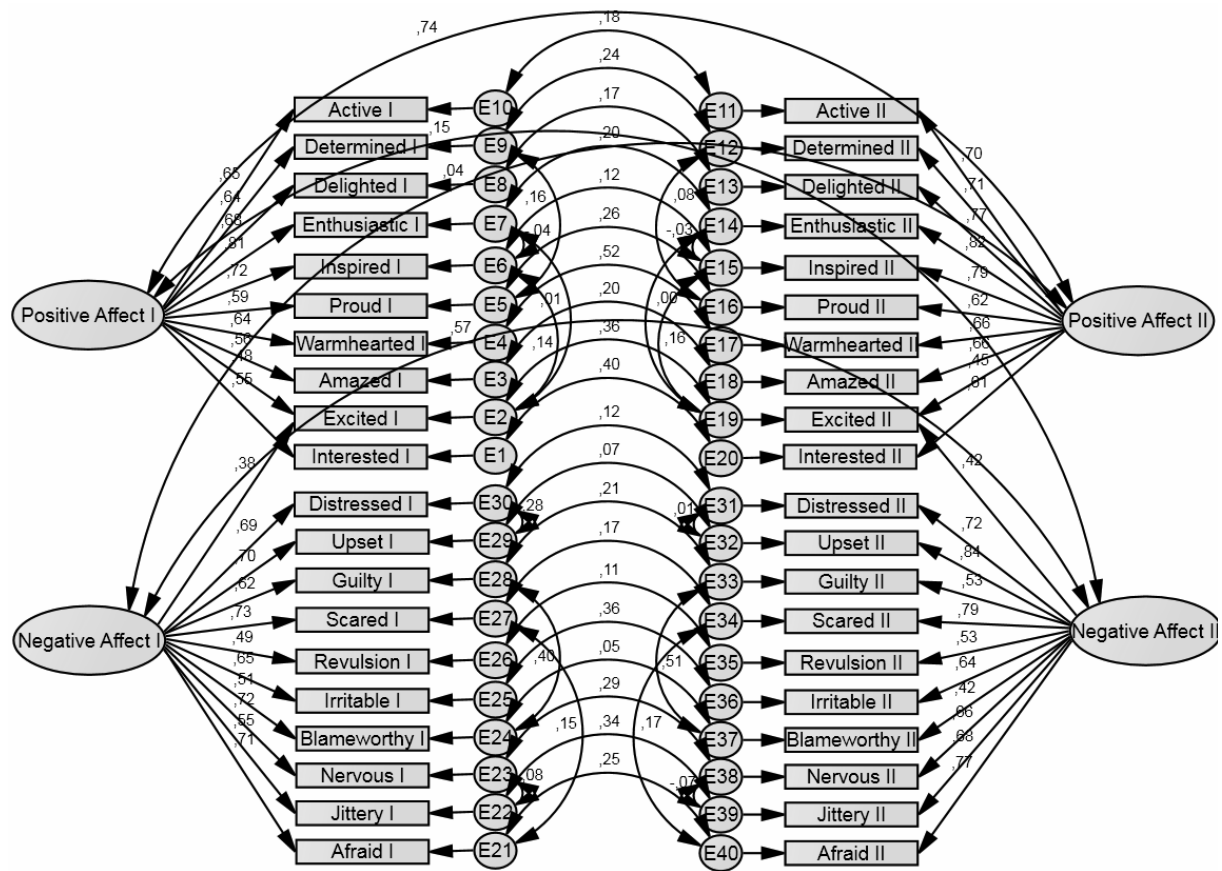 ,74
,18
,24
,17
,20
,15
,04
,12
,26
,52
,20
,36
,40
,12
,07
,21
,17
,11
,36
,05
,29
,34
,25
Active I
E10
E11
Active II
Determined I
E9
E12
Determined II
Delighted I
E8
E13
Delighted II
Enthusiastic I
E7
E14
Enthusiastic II
Inspired I
E6
E15
Inspired II
Proud I
E5
E16
Proud II
Warmhearted I
E4
E17
Warmhearted II
Amazed I
E3
E18
Amazed II
Excited I
E2
E19
Excited II
Interested I
E1
E20
Interested II
Distressed I
E30
E31
Distressed II
Upset I
E29
E32
Upset II
Guilty I
E28
E33
Guilty II
Scared I
E27
E34
Scared II
Revulsion I
E26
E35
Revulsion II
Irritable I
E25
E36
Irritable II
Blameworthy I
E24
E37
Blameworthy II
Nervous I
E23
E38
Nervous II
Jittery I
E22
E39
Jittery II
Afraid I
E21
E40
Afraid II
Positive Affect I
Positive Affect II
Negative Affect I
Negative Affect II
,65
,64
,68
,81
,72
,59
,64
,56
,48
,55
,70
,71
,77
,82
,79
,62
,66
,66
,45
,81
,16
,04
,01
,14
,08
-,03
,00
,16
,57
,38
,42
,69
,70
,62
,73
,49
,65
,51
,72
,55
,71
,72
,84
,53
,79
,53
,64
,42
,68
,77
,28
,01
,40
,15
,08
,51
,17
-,07